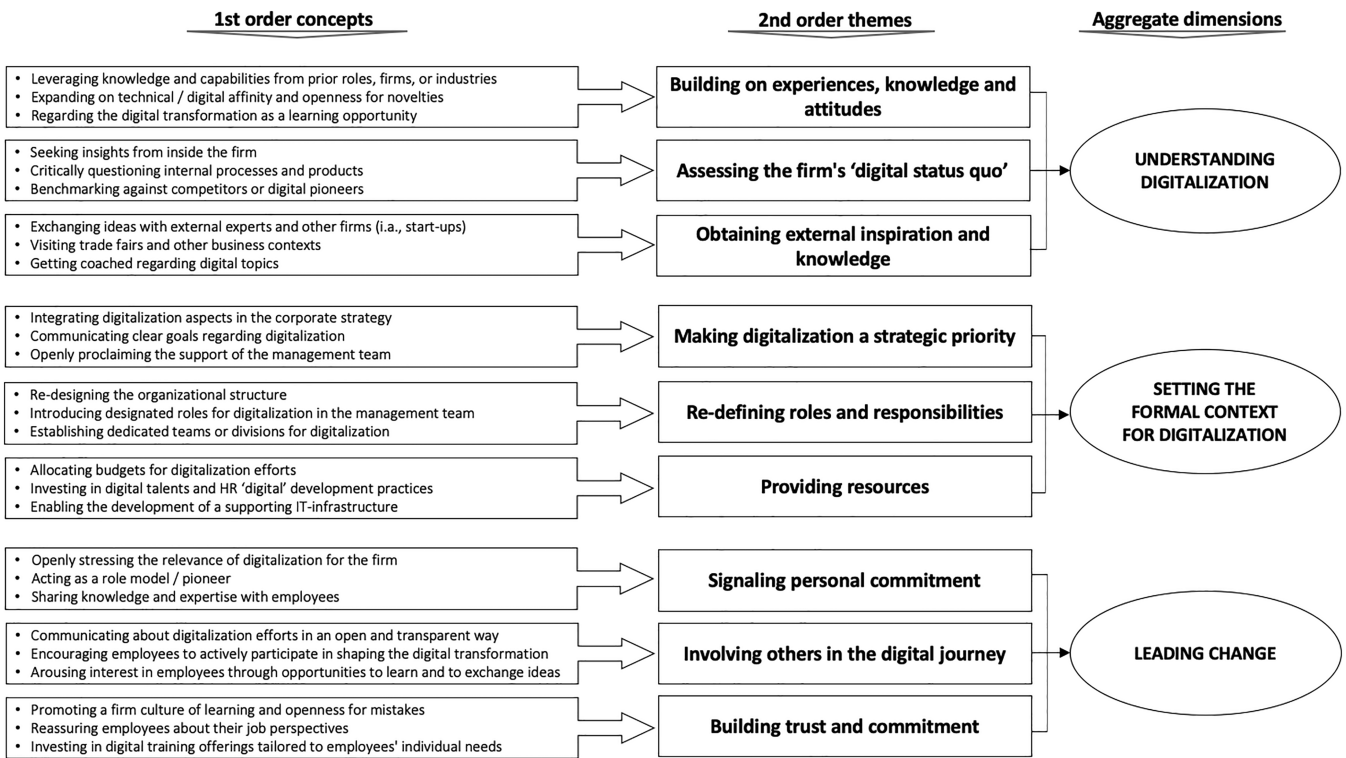 1st order concepts
2nd order themes
Aggregate dimensions
• Leveraging knowledge and capabilities from prior roles, firms, or industries
• Expanding on technical / digital affinity and openness for novelties
• Regarding the digital transformation as a learning opportunity
Building on experiences, knowledge and
attitudes
• Seeking insights from inside the firm
• Critically questioning internal processes and products
• Benchmarking against competitors or digital pioneers
Assessing the firm's ‘digital status quo’
• Exchanging ideas with external experts and other firms (i.a., start-ups)
• Visiting trade fairs and other business contexts
• Getting coached regarding digital topics
Obtaining external inspiration and
knowledge
UNDERSTANDING
DIGITALIZATION
• Integrating digitalization aspects in the corporate strategy
• Communicating clear goals regarding digitalization
• Openly proclaiming the support of the management team
Making digitalization a strategic priority
• Re-designing the organizational structure
• Introducing designated roles for digitalization in the management team
• Establishing dedicated teams or divisions for digitalization
Re-defining roles and responsibilities
• Allocating budgets for digitalization efforts
• Investing in digital talents and HR ‘digital’ development practices
• Enabling the development of a supporting IT-infrastructure
Providing resources
SETTING THE
FORMAL CONTEXT
FOR DIGITALIZATION
• Openly stressing the relevance of digitalization for the firm
• Acting as a role model / pioneer
• Sharing knowledge and expertise with employees
Signaling personal commitment
• Communicating about digitalization efforts in an open and transparent way
• Encouraging employees to actively participate in shaping the digital transformation
• Arousing interest in employees through opportunities to learn and to exchange ideas
Involving others in the digital journey
• Promoting a firm culture of learning and openness for mistakes
• Reassuring employees about their job perspectives
• Investing in digital training offerings tailored to employees' individual needs
Building trust and commitment
LEADING CHANGE